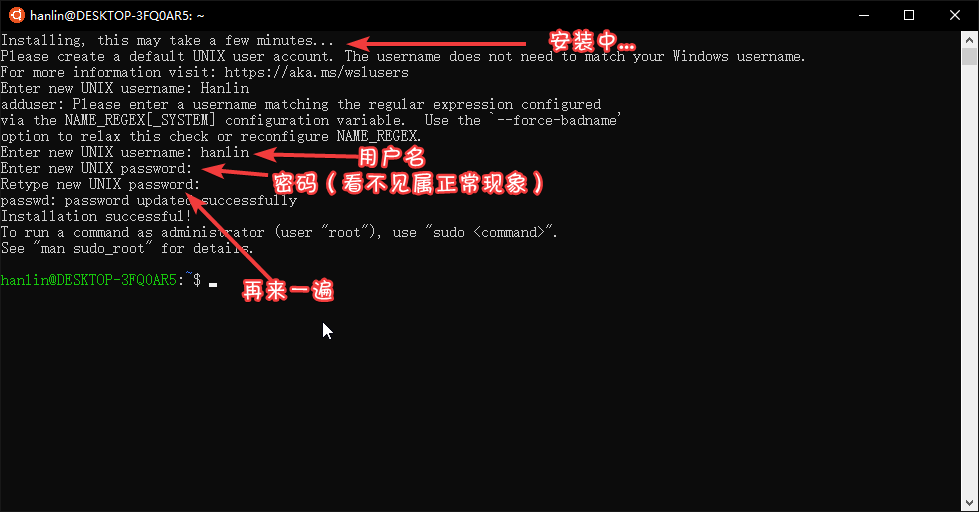 hanlin@DESKTOP-3FQ0AR5: ~
Installing, this may take a few minutes...
安装中...
Please create a default UNIX user account. The username does not need to match your Windows username.
For more information visit: https://aka.ms/wslusers
Enter new UNIX username: Hanlin
adduser: Please enter a username matching the regular expression configured
via the NAME_REGEX[_SYSTEM] configuration variable.  Use the `--force-badname'
option to relax this check or reconfigure NAME_REGEX.
Enter new UNIX username: hanlin
用户名
Enter new UNIX password:
密码（看不见属正常现象）
Retype new UNIX password:
passwd: password updated successfully
Installation successful!
To run a command as administrator (user "root"), use "sudo <command>".
See "man sudo_root" for details.
hanlin@DESKTOP-3FQ0AR5:~$
再来一遍